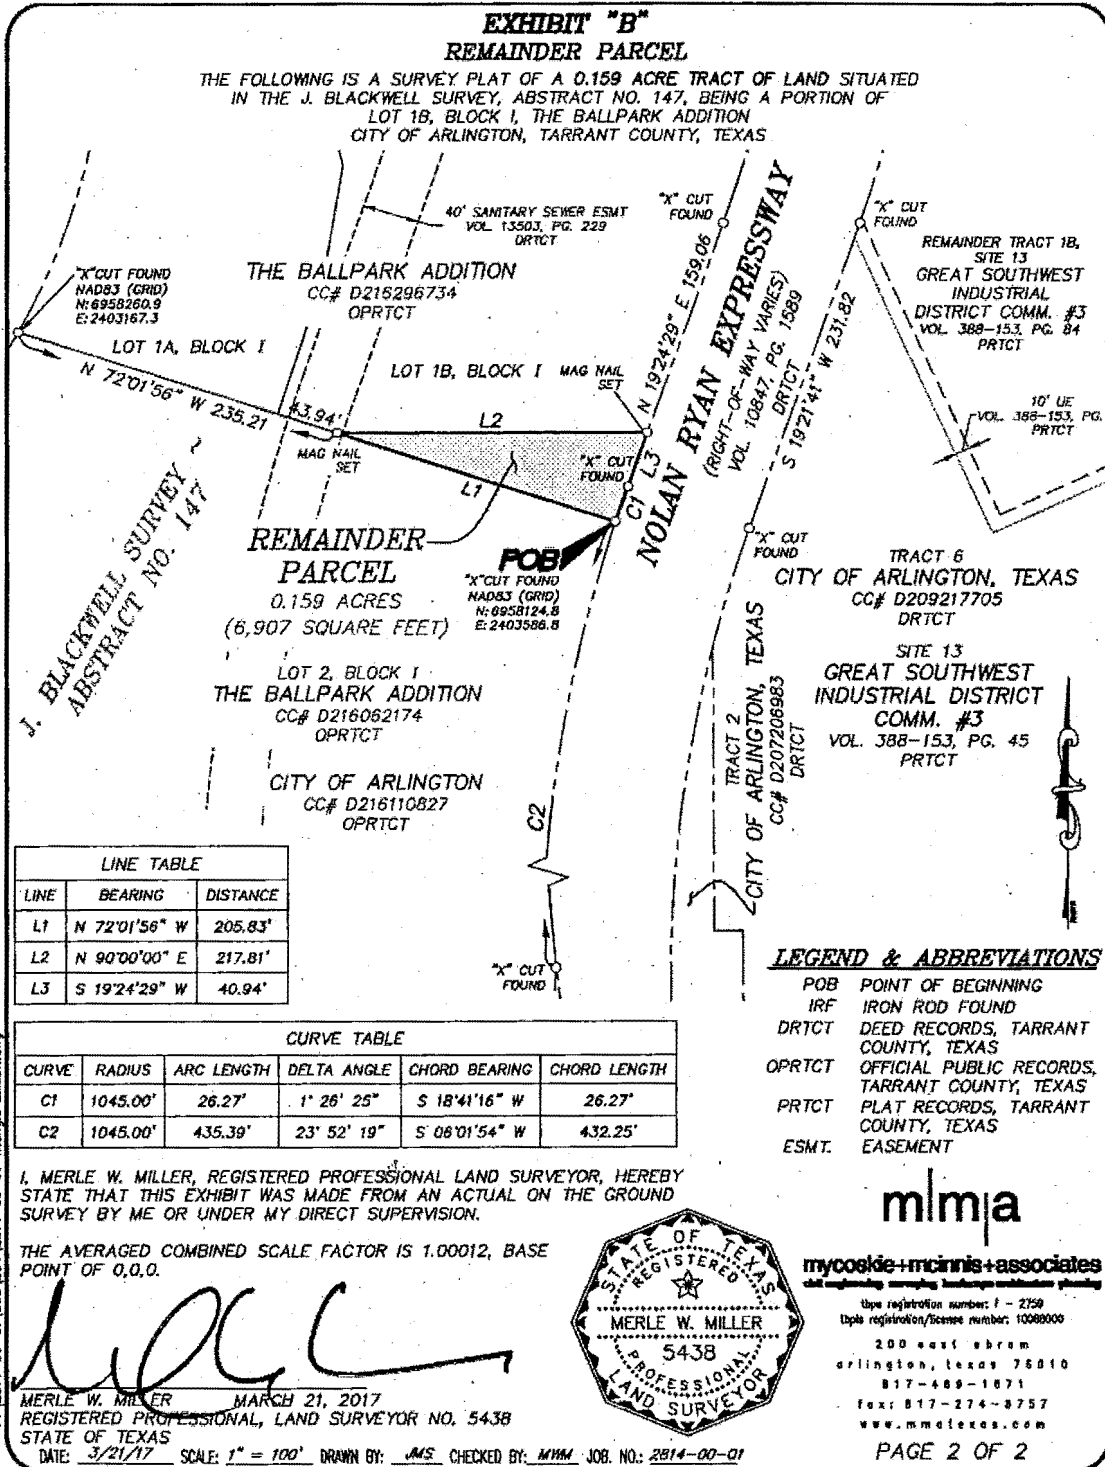 EXHIBIT "B"
REMAINDER PARCEL
THE FOLLOWING IS A SURVEY PLAT OF A 0.159 ACRE TRACT OF LAND SITUATED
IN THE J. BLACKWELL SURVEY, ABSTRACT NO. 147, BEING A PORTION OF
LOT 1B, BLOCK I, THE BALLPARK ADDITION
CITY OF ARLINGTON, TARRANT COUNTY, TEXAS
"X" CUT
FOUND
"X" CUT
FOUND
40' SANITARY SEWER ESMT
VOL. 13503, PG. 229
DRTCT
REMAINDER TRACT 1B,
SITE 13
GREAT SOUTHWEST
INDUSTRIAL
DISTRICT COMM. #3
VOL. 388-153, PG. 84
PRTCT
"X"CUT FOUND
NAD83 (GRID)
N: 6958260.9
E: 2403167.3
THE BALLPARK ADDITION
CC# D216296734
OPRTCT
N 19°24'29" E 159.06
NOLAN RYAN EXPRESSWAY
(RIGHT-OF-WAY VARIES)
VOL. 10847, PG. 1589
DRTCT
S 19°21'41" W 231.82
LOT 1A, BLOCK I
N 72°01'56" W 235.21
43.94'
LOT 1B, BLOCK I
MAG NAIL
SET
10' UE
VOL. 388-153, PG.
PRTCT
L2
MAG NAIL
SET
L1
"X" CUT
FOUND
L3
C1
J. BLACKWELL SURVEY ~
ABSTRACT NO. 147
REMAINDER
PARCEL
0.159 ACRES
(6,907 SQUARE FEET)
POB
"X"CUT FOUND
NAD83 (GRID)
N: 6958124.8
E: 2403586.8
"X" CUT
FOUND
TRACT 6
CITY OF ARLINGTON, TEXAS
CC# D209217705
DRTCT
LOT 2, BLOCK I
THE BALLPARK ADDITION
CC# D216062174
OPRTCT
SITE 13
GREAT SOUTHWEST
INDUSTRIAL DISTRICT
COMM. #3
VOL. 388-153, PG. 45
PRTCT
TRACT 2
CITY OF ARLINGTON, TEXAS
CC# D207206983
DRTCT
CITY OF ARLINGTON
CC# D216110827
OPRTCT
C2
"X" CUT
FOUND
LINE TABLE
LINE BEARING DISTANCE
L1 N 72°01'56" W 205.83'
L2 N 90°00'00" E 217.81'
L3 S 19°24'29" W 40.94'
LEGEND & ABBREVIATIONS
POB POINT OF BEGINNING
IRF IRON ROD FOUND
DRTCT DEED RECORDS, TARRANT
COUNTY, TEXAS
OPRTCT OFFICIAL PUBLIC RECORDS,
TARRANT COUNTY, TEXAS
PRTCT PLAT RECORDS, TARRANT
COUNTY, TEXAS
ESMT. EASEMENT
CURVE TABLE
CURVE RADIUS ARC LENGTH DELTA ANGLE CHORD BEARING CHORD LENGTH
C1 1045.00' 26.27' 1° 26' 25" S 18°41'16" W 26.27'
C2 1045.00' 435.39' 23° 52' 19" S 06°01'54" W 432.25'
I, MERLE W. MILLER, REGISTERED PROFESSIONAL LAND SURVEYOR, HEREBY
STATE THAT THIS EXHIBIT WAS MADE FROM AN ACTUAL ON THE GROUND
SURVEY BY ME OR UNDER MY DIRECT SUPERVISION.
THE AVERAGED COMBINED SCALE FACTOR IS 1.00012, BASE
POINT OF 0,0,0.
MERLE W. MILLER MARCH 21, 2017
REGISTERED PROFESSIONAL, LAND SURVEYOR NO. 5438
STATE OF TEXAS
DATE: 3/21/17 SCALE: 1" = 100' DRAWN BY: JMS CHECKED BY: MWM JOB. NO.: 2814-00-01
STATE OF TEXAS
REGISTERED
MERLE W. MILLER
5438
PROFESSIONAL
LAND SURVEYOR
m|m|a
mycoskie+mcinnis+associates
civil engineering surveying landscape architecture planning
tbpe registration number: f - 2759
tbpls registration/license number: 10088000
200 east abram
arlington, texas 76010
817-469-1671
fax: 817-274-8757
www.mmatexas.com
PAGE 2 OF 2